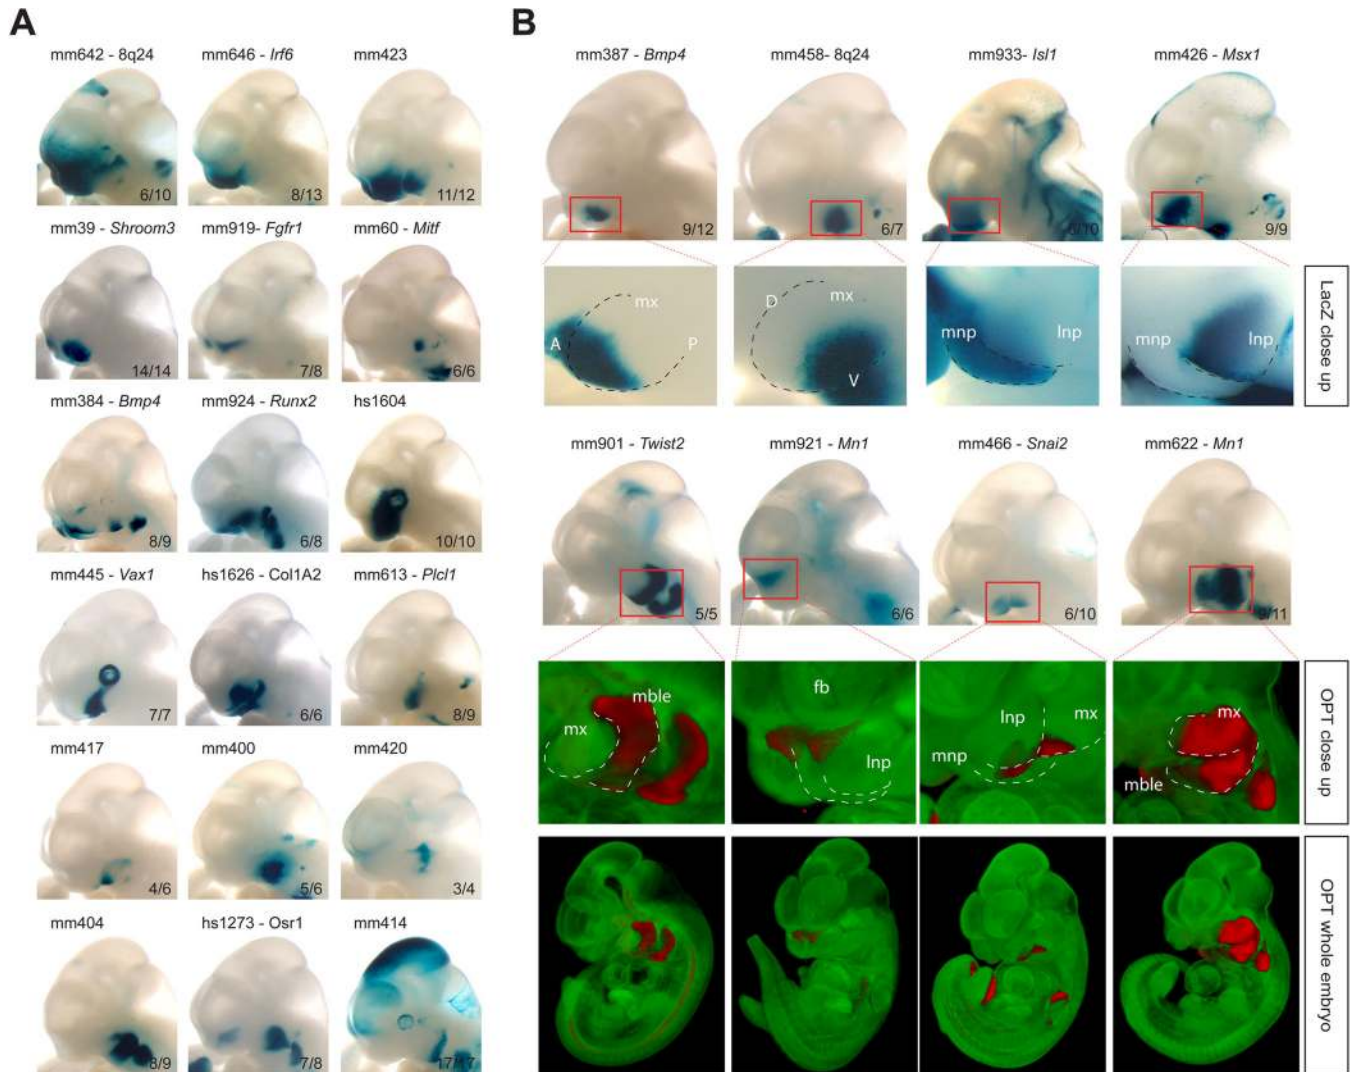 A
B
mm642 - 8q24
mm646 - Irf6
mm423
6/10
8/13
11/12
mm39 - Shroom3
mm919- Fgfr1
mm60 - Mitf
14/14
7/8
6/6
mm384 - Bmp4
mm924 - Runx2
hs1604
8/9
6/8
10/10
mm445 - Vax1
hs1626 - Col1A2
mm613 - Plcl1
7/7
6/6
8/9
mm417
mm400
mm420
4/6
5/6
3/4
mm404
hs1273 - Osr1
mm414
8/9
7/8
17/17
mm387 - Bmp4
mm458- 8q24
mm933- Isl1
mm426 - Msx1
9/12
6/7
9/9
mx
A
P
D
mx
V
mnp
lnp
mnp
lnp
LacZ close up
mm901 - Twist2
mm921 - Mn1
mm466 - Snai2
mm622 - Mn1
5/5
6/6
6/10
mble
mx
fb
lnp
lnp
mx
mnp
mx
mble
OPT close up
OPT whole embryo